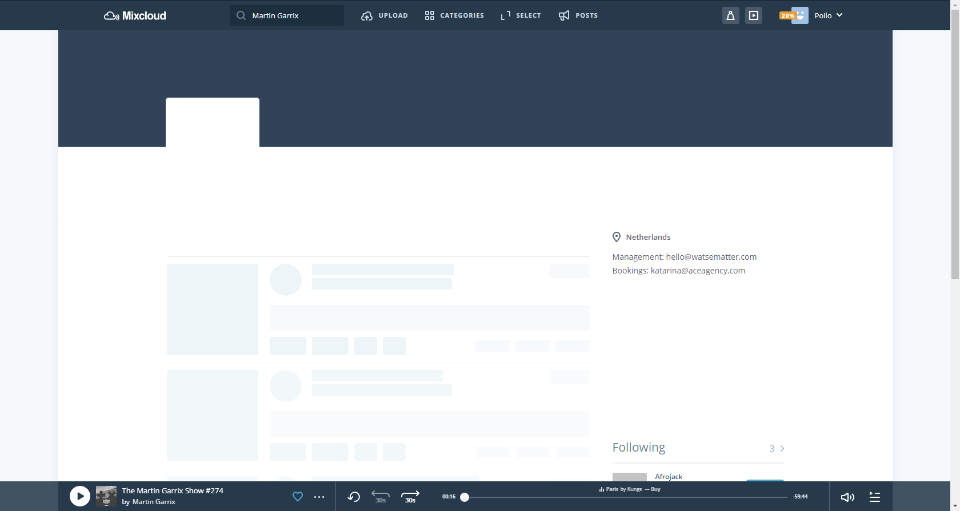 Mixcloud
Martin Garrix
UPLOAD
CATEGORIES
SELECT
POSTS
28%
Pollo
Netherlands
Management: hello@watsematter.com
Bookings: katarina@aceagency.com
Following
3
Afrojack
The Martin Garrix Show #274
by Martin Garrix
30s
30s
00:16
Paris by Kungs — Buy
-59:44